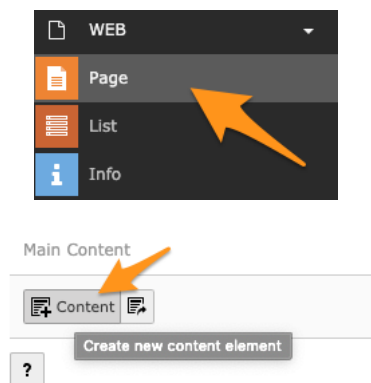 WEB
Page
List
i Info
Main Content
Content
Create new content element
?